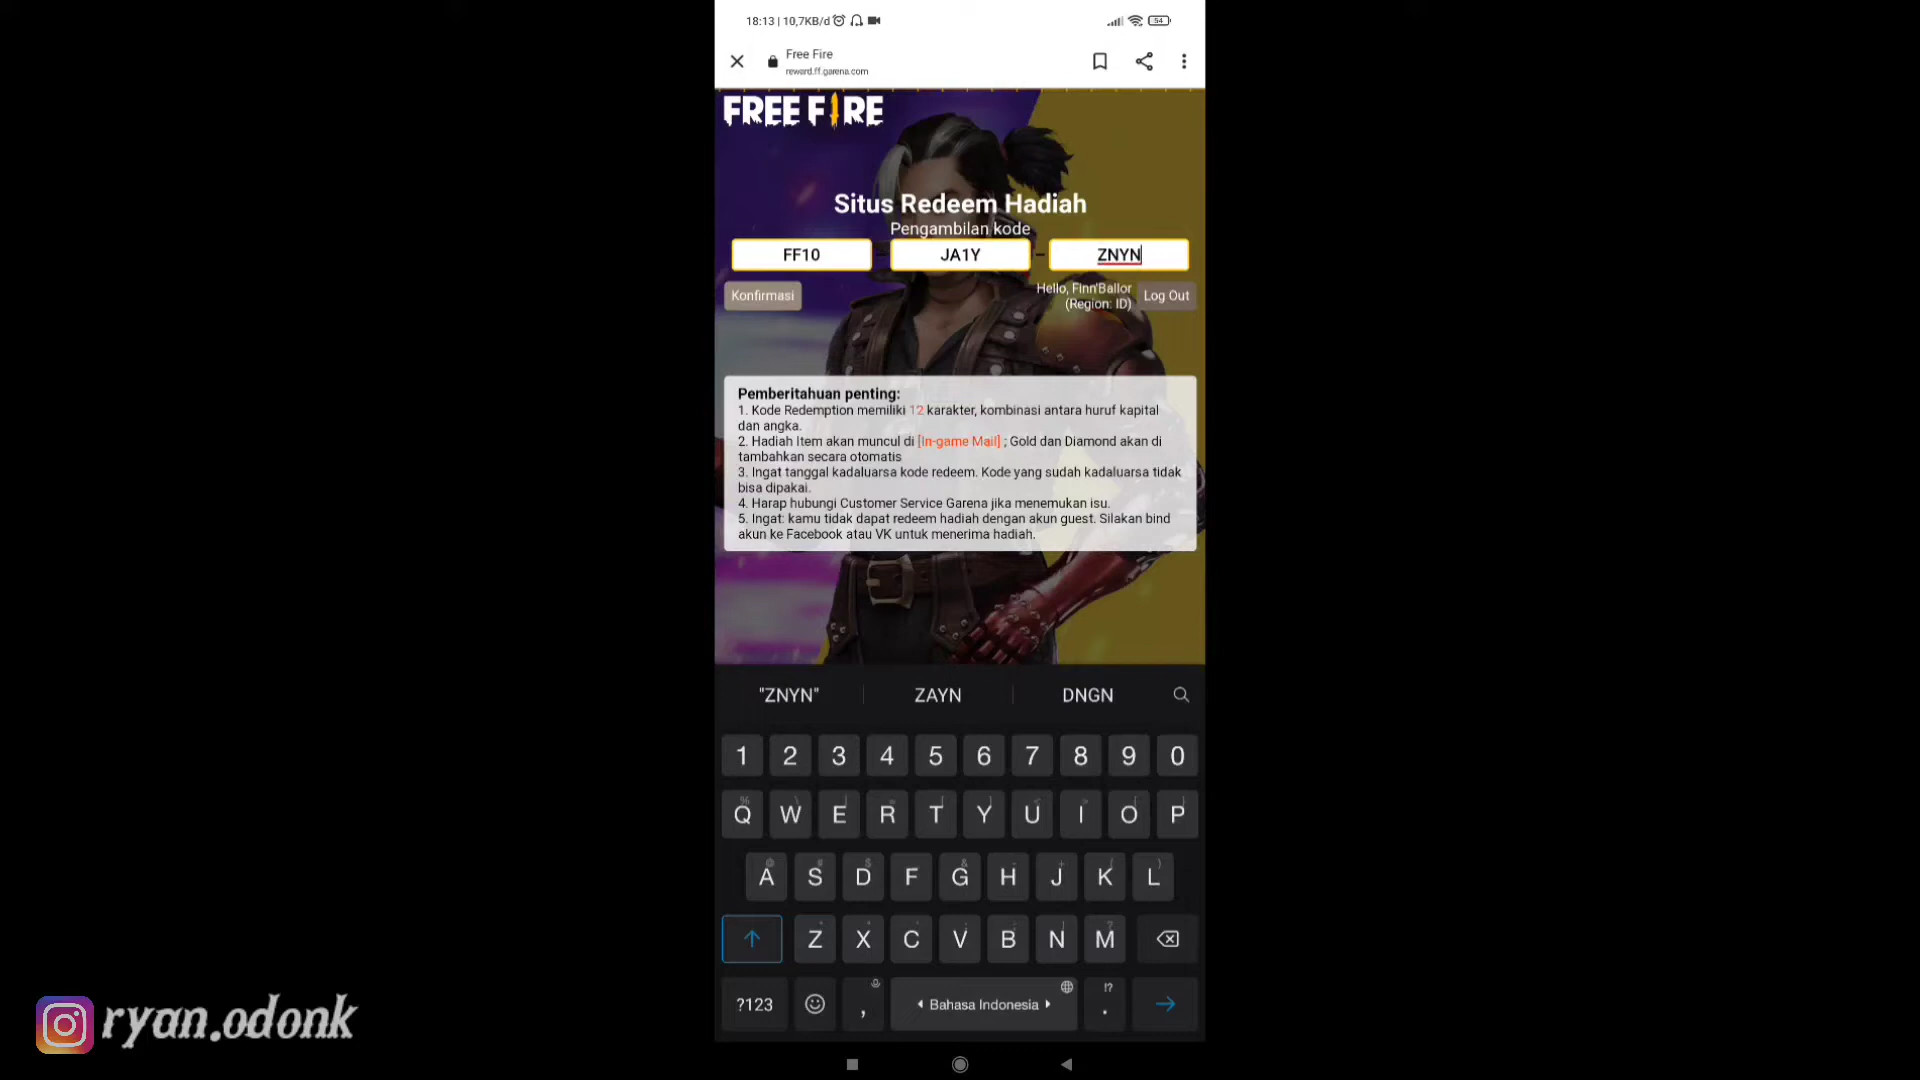 18:13 | 10,7KB/d
54
Free Fire
reward.ff.garena.com
FREE FIRE
Situs Redeem Hadiah
Pengambilan kode
FF10 - JA1Y - ZNYN
Konfirmasi
Hello, Finn'Ballor
(Region: ID)
Log Out
Pemberitahuan penting:
1. Kode Redemption memiliki 12 karakter, kombinasi antara huruf kapital
dan angka.
2. Hadiah Item akan muncul di [In-game Mail] ; Gold dan Diamond akan di
tambahkan secara otomatis
3. Ingat tanggal kadaluarsa kode redeem. Kode yang sudah kadaluarsa tidak
bisa dipakai.
4. Harap hubungi Customer Service Garena jika menemukan isu.
5. Ingat: kamu tidak dapat redeem hadiah dengan akun guest. Silakan bind
akun ke Facebook atau VK untuk menerima hadiah.
"ZNYN" ZAYN DNGN
1 2 3 4 5 6 7 8 9 0
Q W E R T Y U I O P
A S D F G H J K L
Z X C V B N M
?123 , Bahasa Indonesia .
ryan.odonk